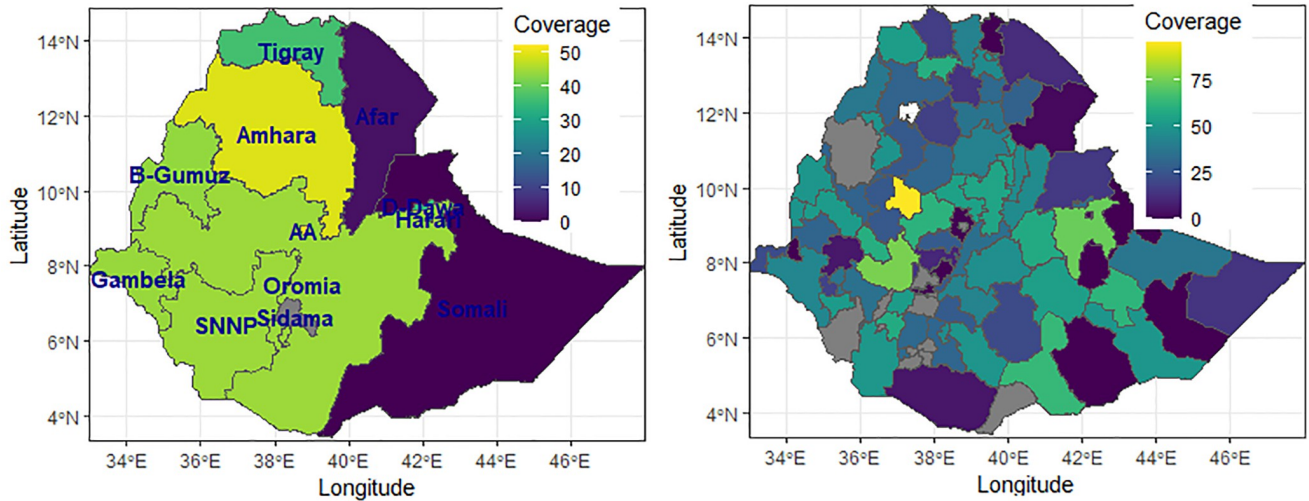 Coverage
50
40
30
20
10
0
14°N
12°N
10°N
8°N
6°N
4°N
Latitude
Tigray
Afar
Amhara
B-Gumuz
D-Dawa
Harari
AA
Gambela
Oromia
SNNP
Sidama
Somali
34°E 36°E 38°E 40°E 42°E 44°E 46°E
Longitude
Coverage
75
50
25
0
14°N
12°N
10°N
8°N
6°N
4°N
Latitude
34°E 36°E 38°E 40°E 42°E 44°E 46°E
Longitude